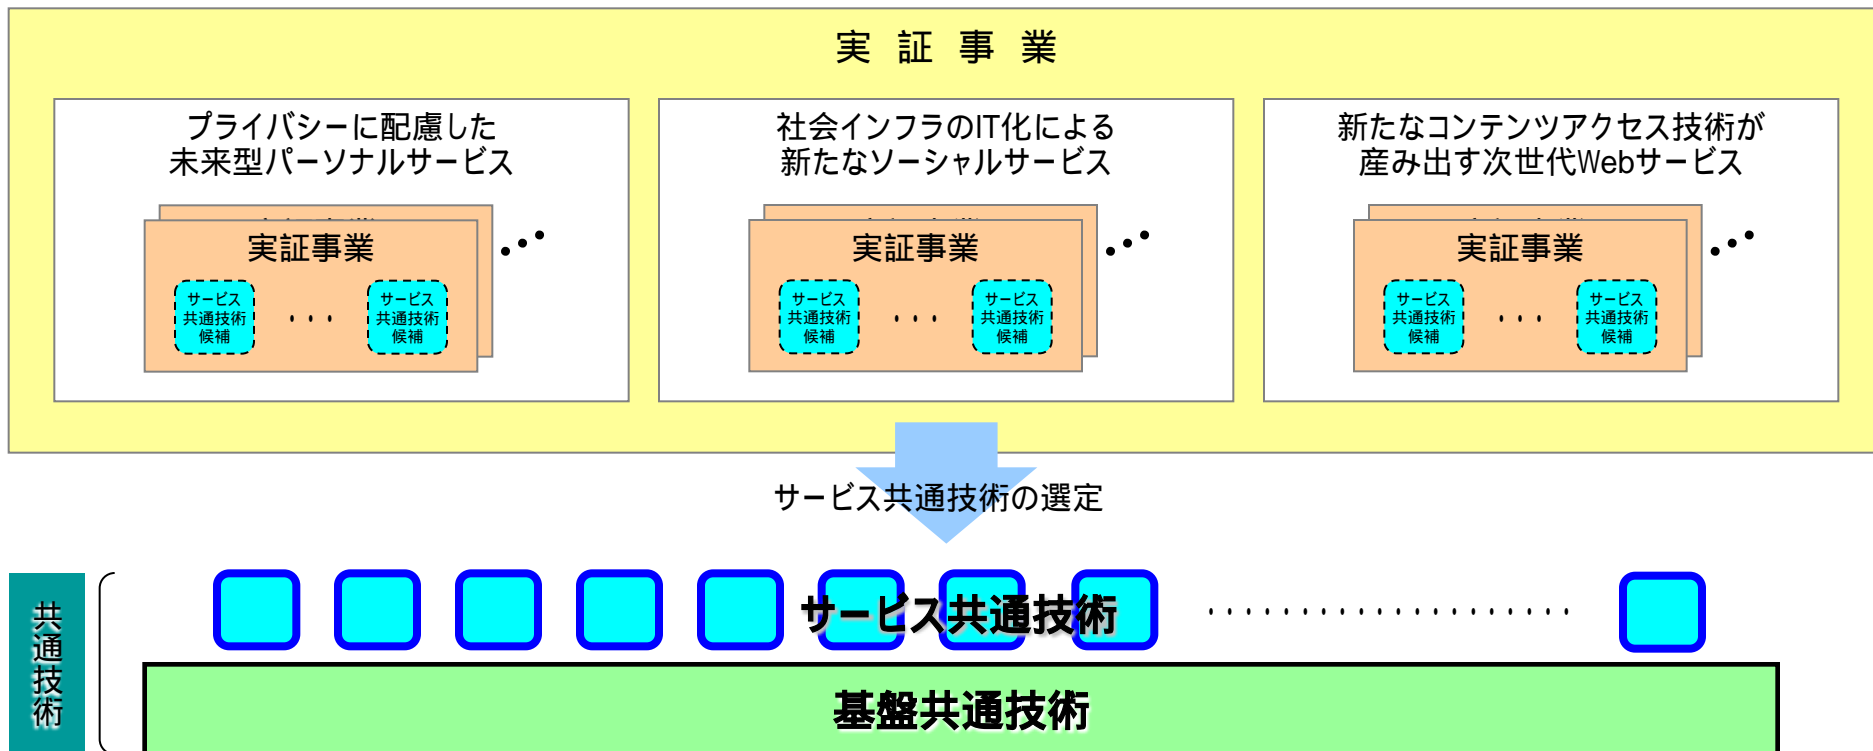 実証事業
プライバシーに配慮した
未来型パーソナルサービス
実証事業
サービス
共通技術
候補
・・・
サービス
共通技術
候補
社会インフラのIT化による
新たなソーシャルサービス
実証事業
サービス
共通技術
候補
・・・
サービス
共通技術
候補
新たなコンテンツアクセス技術が
産み出す次世代Webサービス
実証事業
サービス
共通技術
候補
・・・
サービス
共通技術
候補
サービス共通技術の選定
共通技術
サービス共通技術
基盤共通技術